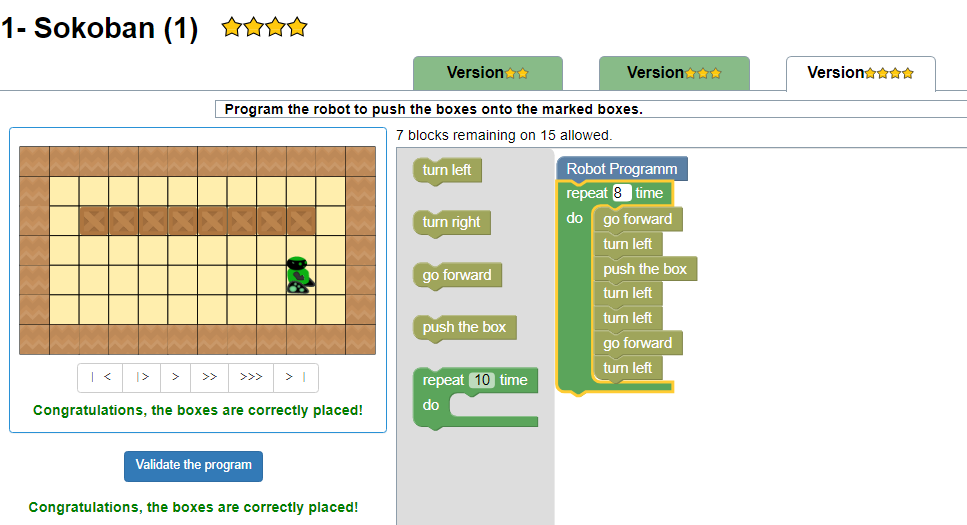 1- Sokoban (1)
Version
Version
Version
Program the robot to push the boxes onto the marked boxes.
7 blocks remaining on 15 allowed.
turn left
turn right
go forward
push the box
repeat 10 time
do
Robot Programm
repeat 8 time
do
go forward
turn left
push the box
turn left
turn left
go forward
turn left
| <
|>
>
>>
>>>
> |
Congratulations, the boxes are correctly placed!
Validate the program
Congratulations, the boxes are correctly placed!